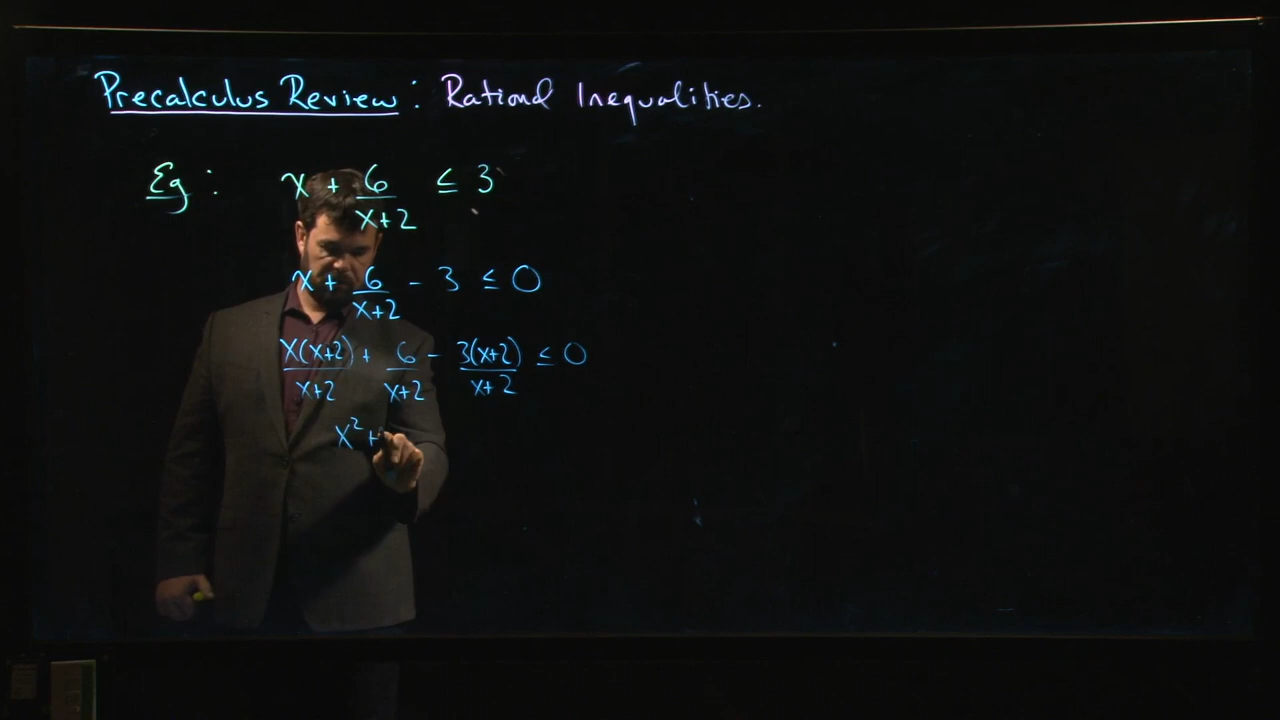 Precalculus Review: Rational Inequalities.
Eg: x + 6/(x+2) ≤ 3
x + 6/(x+2) - 3 ≤ 0
x(x+2)/(x+2) + 6/(x+2) - 3(x+2)/(x+2) ≤ 0
x² +